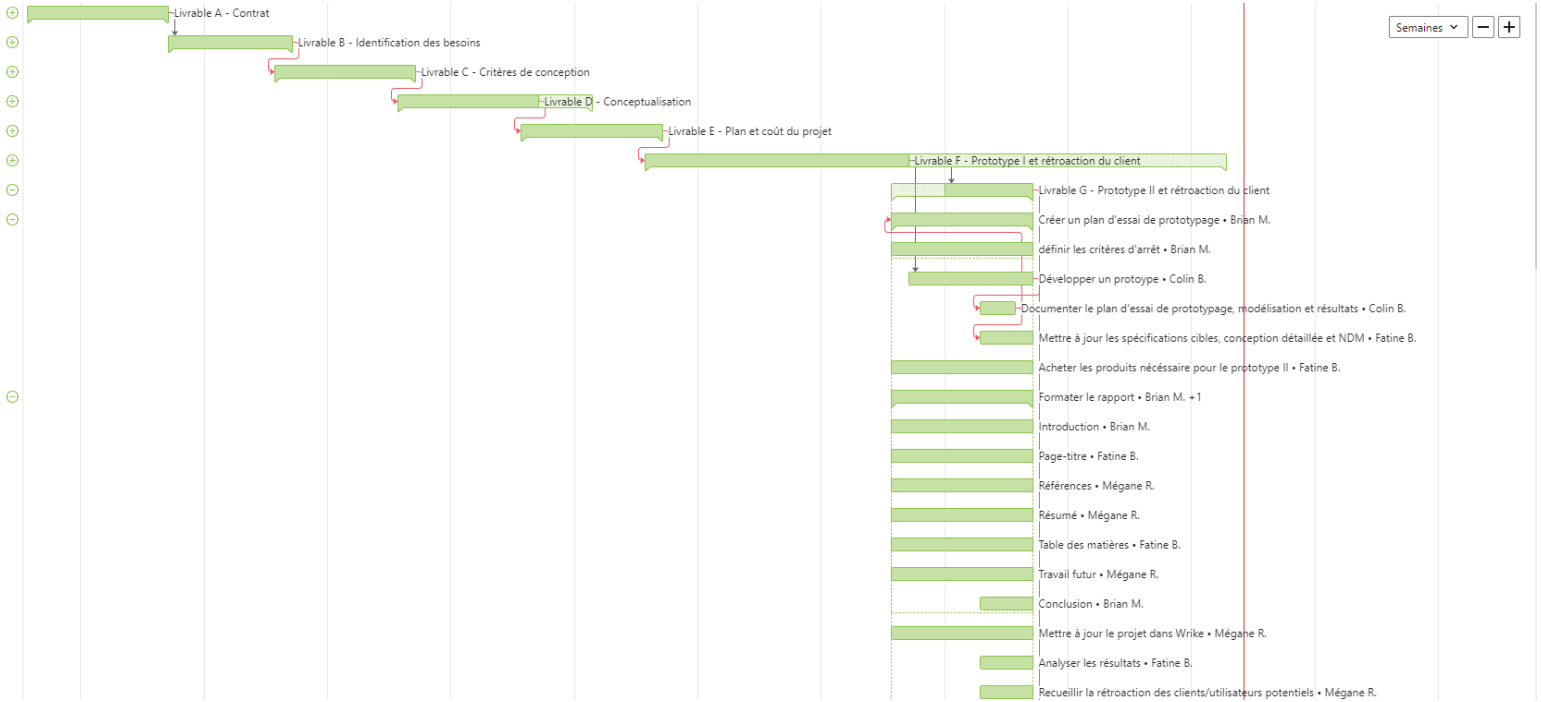 Livrable A - Contrat
Semaines
Livrable B - Identification des besoins
Livrable C - Critères de conception
Livrable D - Conceptualisation
Livrable E - Plan et coût du projet
Livrable F - Prototype I et rétroaction du client
Livrable G - Prototype II et rétroaction du client
Créer un plan d'essai de prototypage • Brian M.
définir les critères d'arrêt • Brian M.
Développer un protoype • Colin B.
Documenter le plan d'essai de prototypage, modélisation et résultats • Colin B.
Mettre à jour les spécifications cibles, conception détaillée et NDM • Fatine B.
Acheter les produits nécéssaire pour le prototype II • Fatine B.
Formater le rapport • Brian M. +1
Introduction • Brian M.
Page-titre • Fatine B.
Références • Mégane R.
Résumé • Mégane R.
Table des matières • Fatine B.
Travail futur • Mégane R.
Conclusion • Brian M.
Mettre à jour le projet dans Wrike • Mégane R.
Analyser les résultats • Fatine B.
Recueillir la rétroaction des clients/utilisateurs potentiels • Mégane R.